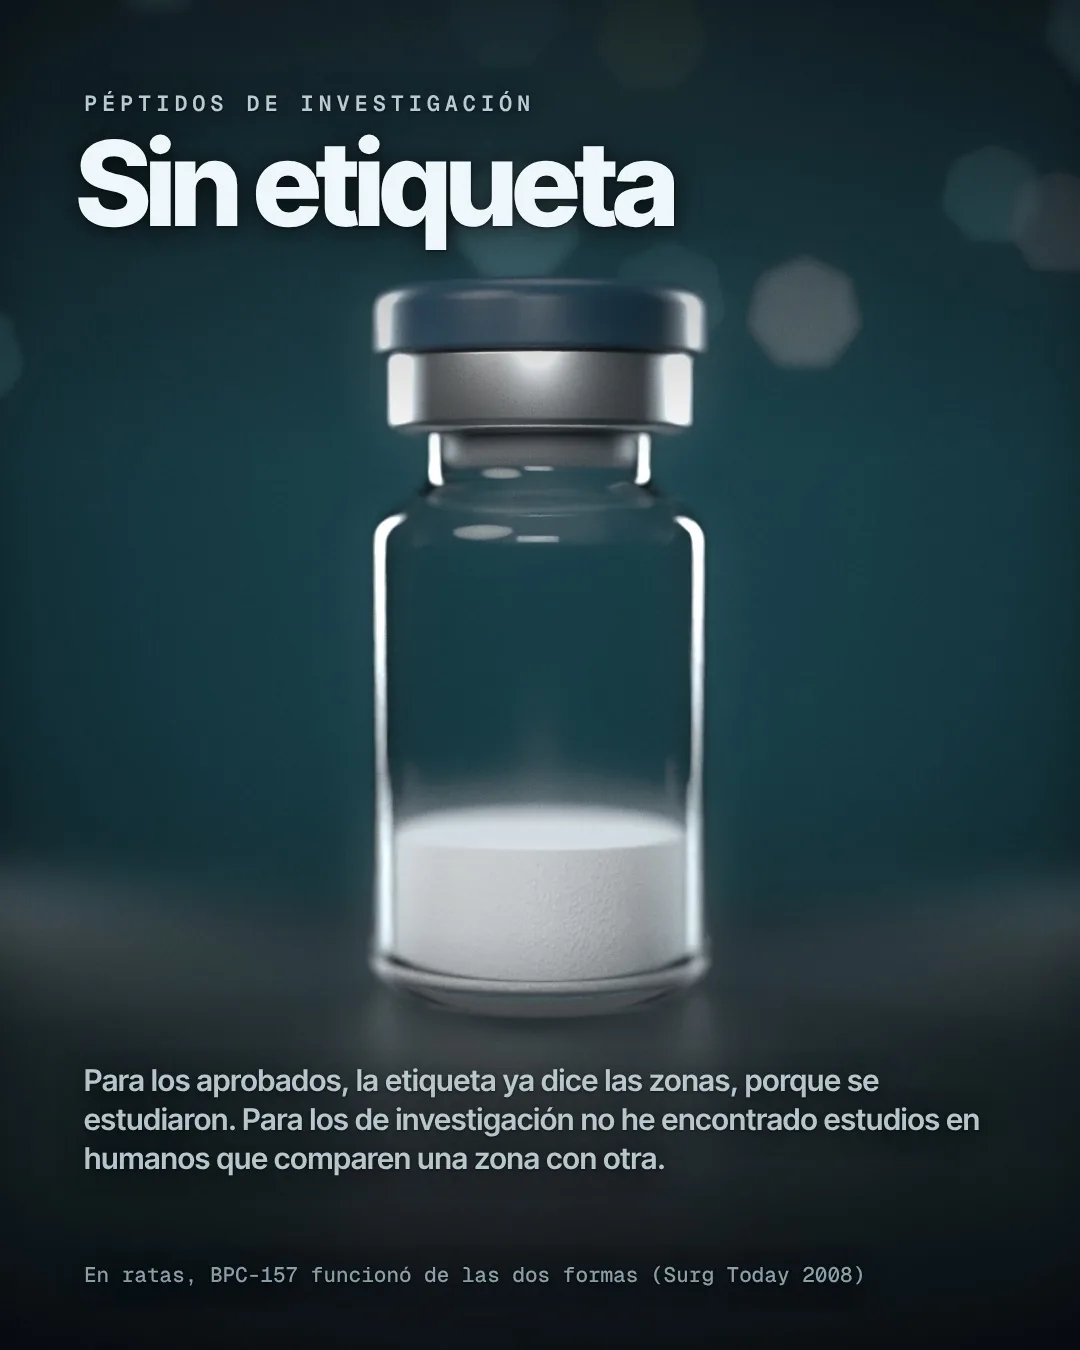 PÉPTIDOS DE INVESTIGACIÓN
Sin etiqueta
Para los aprobados, la etiqueta ya dice las zonas, porque se
estudiaron. Para los de investigación no he encontrado estudios en
humanos que comparen una zona con otra.
En ratas, BPC-157 funcionó de las dos formas (Surg Today 2008)